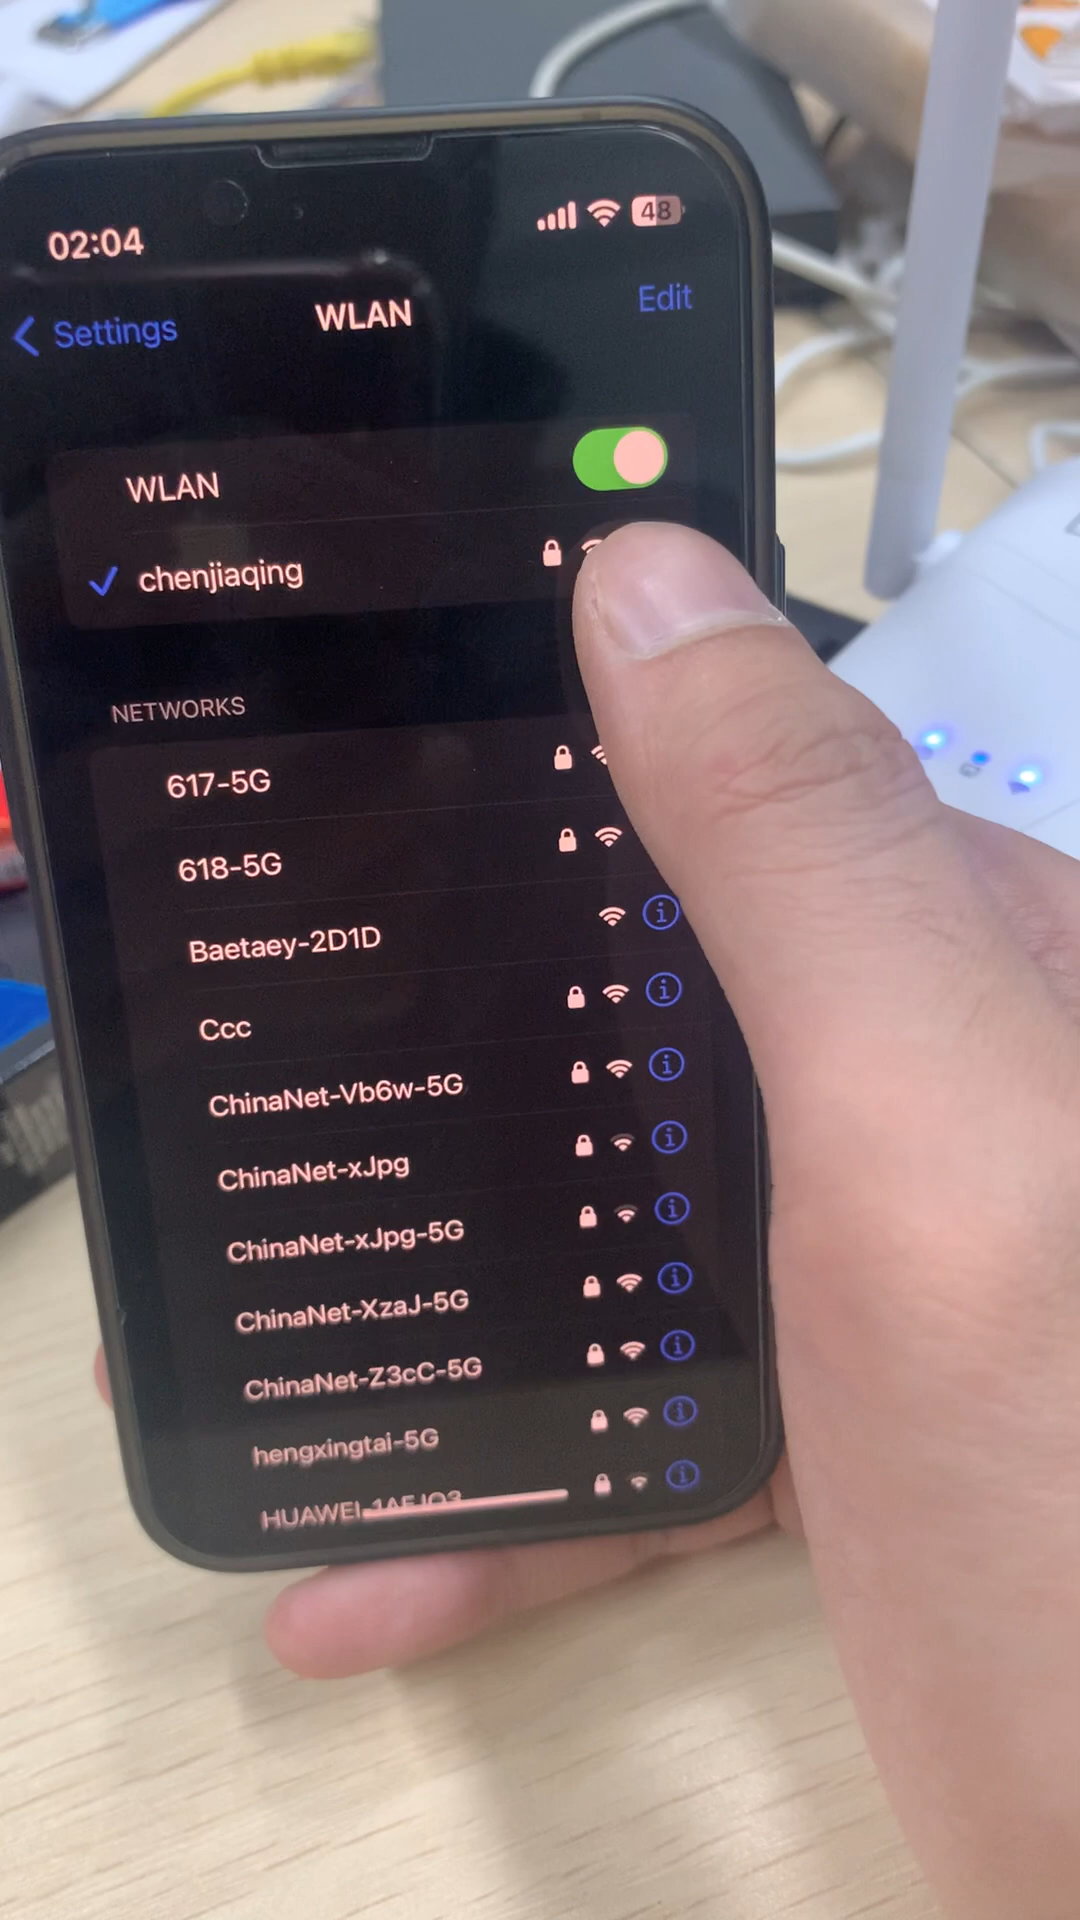 02:04
48
Settings
WLAN
Edit
WLAN
chenjiaqing
NETWORKS
617-5G
618-5G
Baetaey-2D1D
Ccc
ChinaNet-Vb6w-5G
ChinaNet-xJpg
ChinaNet-xJpg-5G
ChinaNet-XzaJ-5G
ChinaNet-Z3cC-5G
hengxingtai-5G